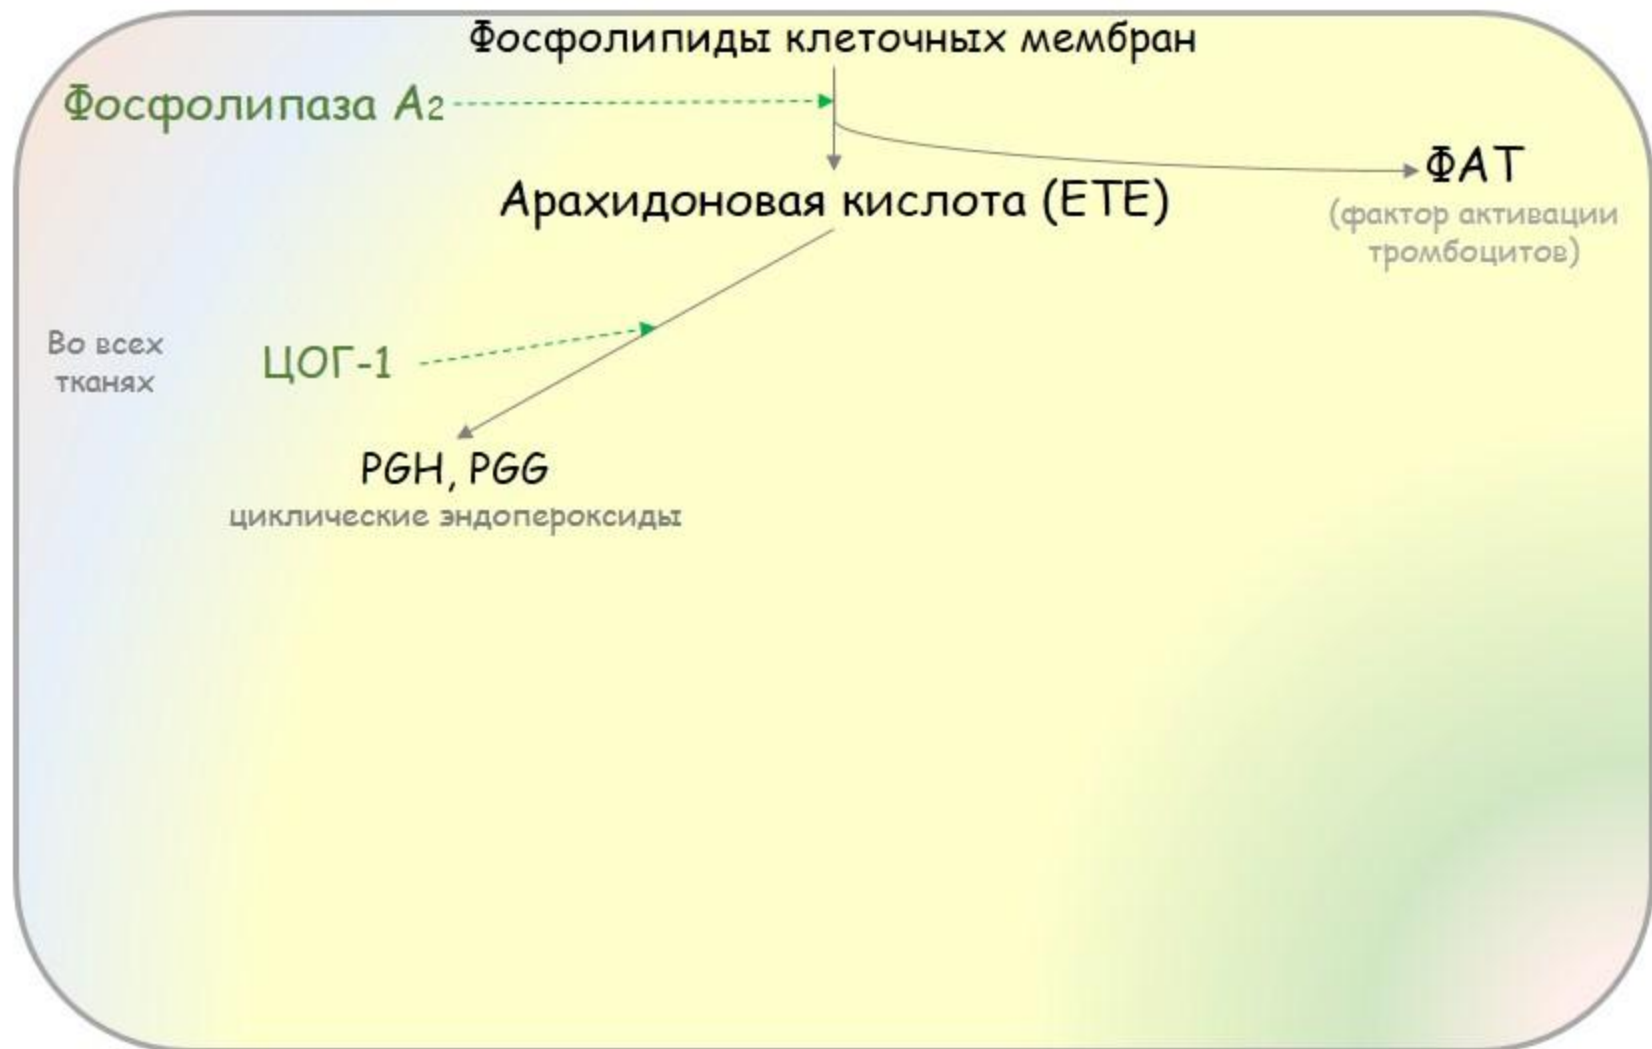 Фосфолипиды клеточных мембран
Фосфолипаза А2
ФАТ
(фактор активации
тромбоцитов)
Арахидоновая кислота (ETE)
Во всех
тканях
ЦОГ-1
PGH, PGG
циклические эндопероксиды